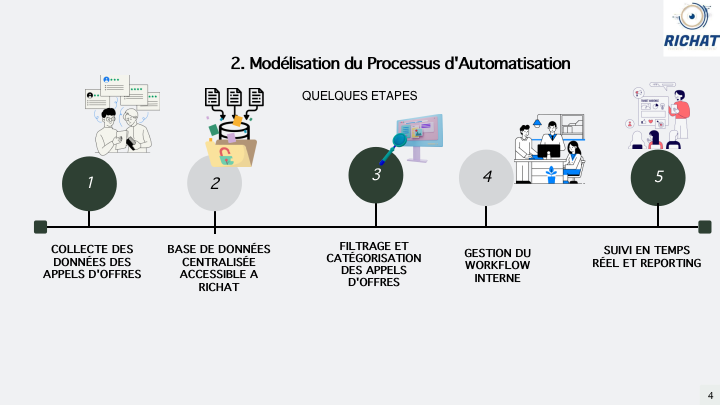 RICHAT
2. Modélisation du Processus d'Automatisation
QUELQUES ETAPES
1
2
3
4
5
COLLECTE DES
DONNÉES DES
APPELS D'OFFRES
BASE DE DONNÉES
CENTRALISÉE
ACCESSIBLE A
RICHAT
FILTRAGE ET
CATÉGORISATION
DES APPELS
D'OFFRES
GESTION DU
WORKFLOW
INTERNE
SUIVI EN TEMPS
RÉEL ET REPORTING
4